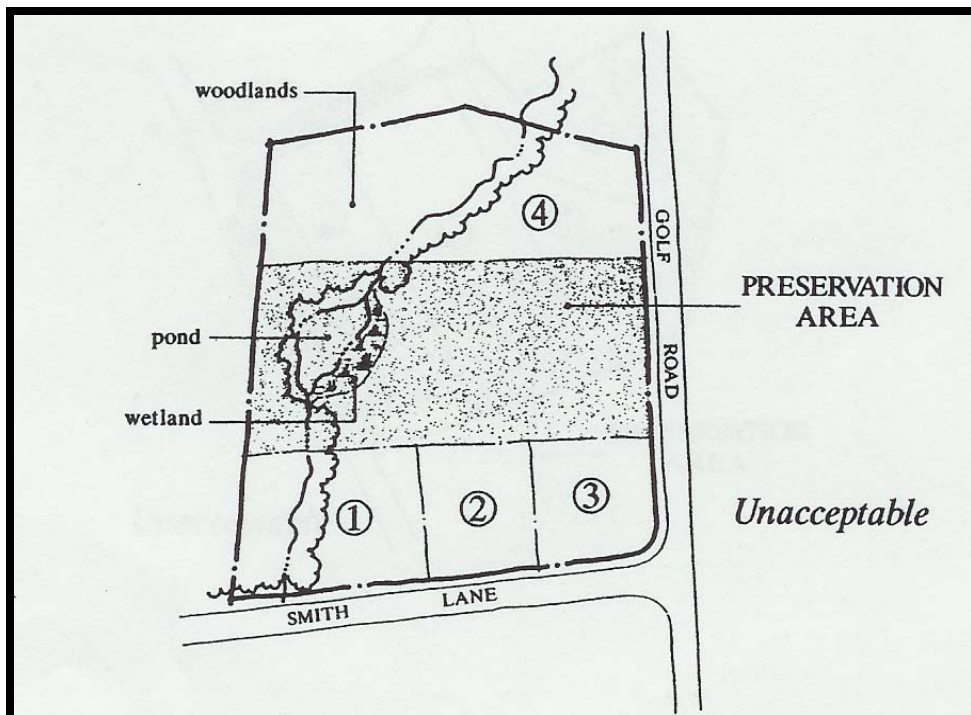 woodlands
④
GOLF
PRESERVATION
AREA
pond
ROAD
wetland
①
②
③
Unacceptable
SMITH LANE